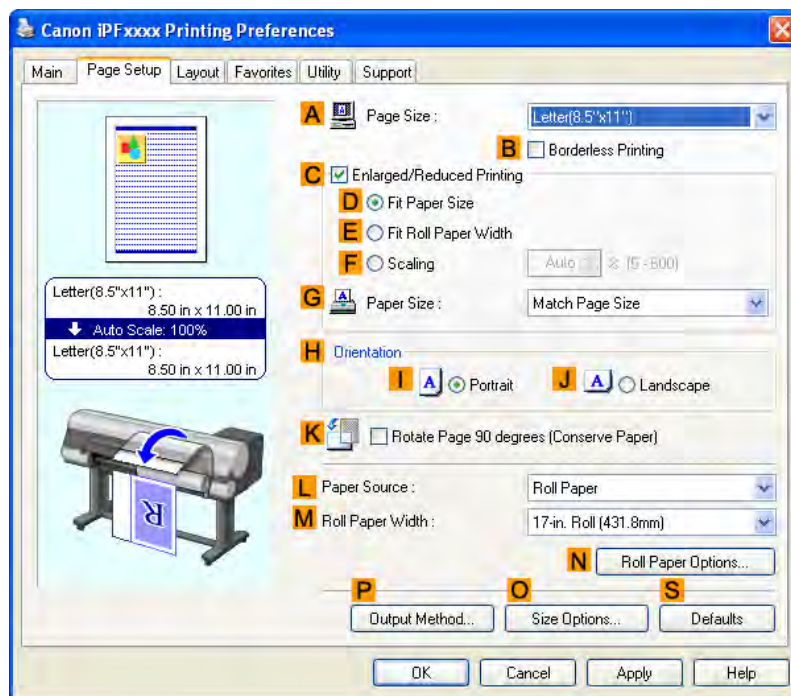 Canon iPFxxxx Printing Preferences
Main Page Setup Layout Favorites Utility Support
A Page Size : Letter(8.5"x11")
B Borderless Printing
C Enlarged/Reduced Printing
D Fit Paper Size
E Fit Roll Paper Width
F Scaling Auto % (5 - 600)
Letter(8.5"x11") :
8.50 in x 11.00 in
Auto Scale: 100%
Letter(8.5"x11") :
8.50 in x 11.00 in
G A Paper Size : Match Page Size
H Orientation
I A Portrait J A Landscape
K Rotate Page 90 degrees (Conserve Paper)
R
L Paper Source : Roll Paper
M Roll Paper Width : 17-in. Roll (431.8mm)
N Roll Paper Options...
P O S
Output Method... Size Options... Defaults
OK Cancel Apply Help